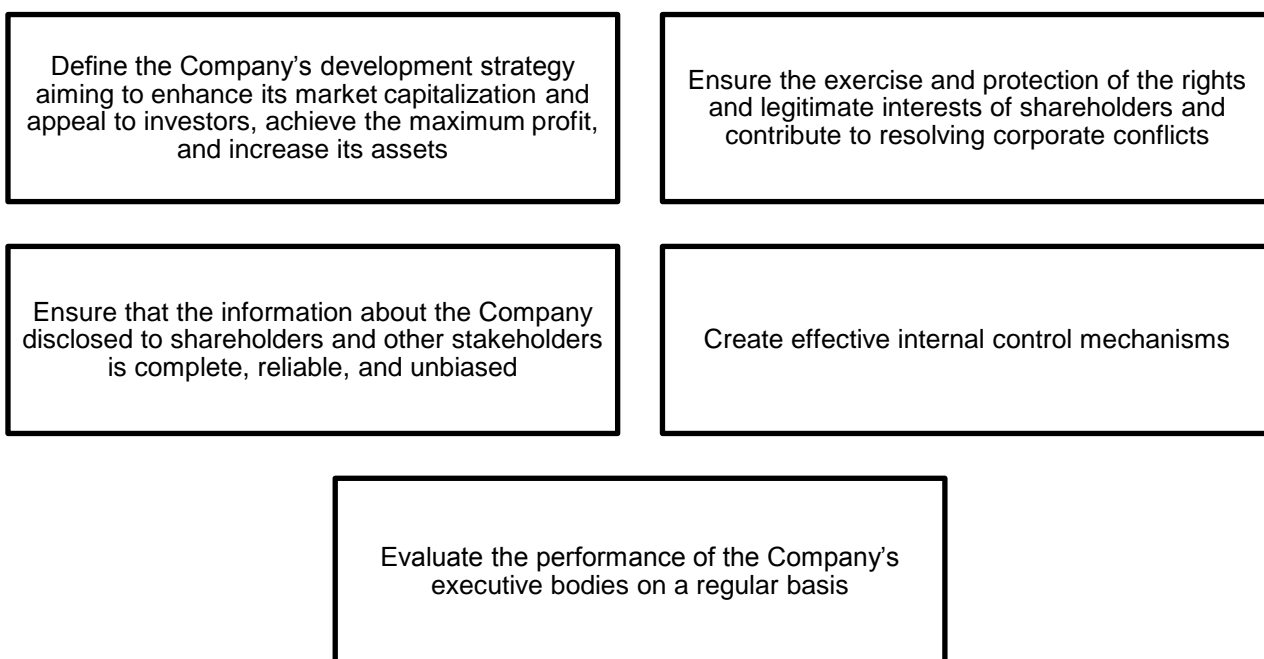 Define the Company’s development strategy
aiming to enhance its market capitalization and
appeal to investors, achieve the maximum profit,
and increase its assets
Ensure the exercise and protection of the rights
and legitimate interests of shareholders and
contribute to resolving corporate conflicts
Ensure that the information about the Company
disclosed to shareholders and other stakeholders
is complete, reliable, and unbiased
Create effective internal control mechanisms
Evaluate the performance of the Company’s
executive bodies on a regular basis